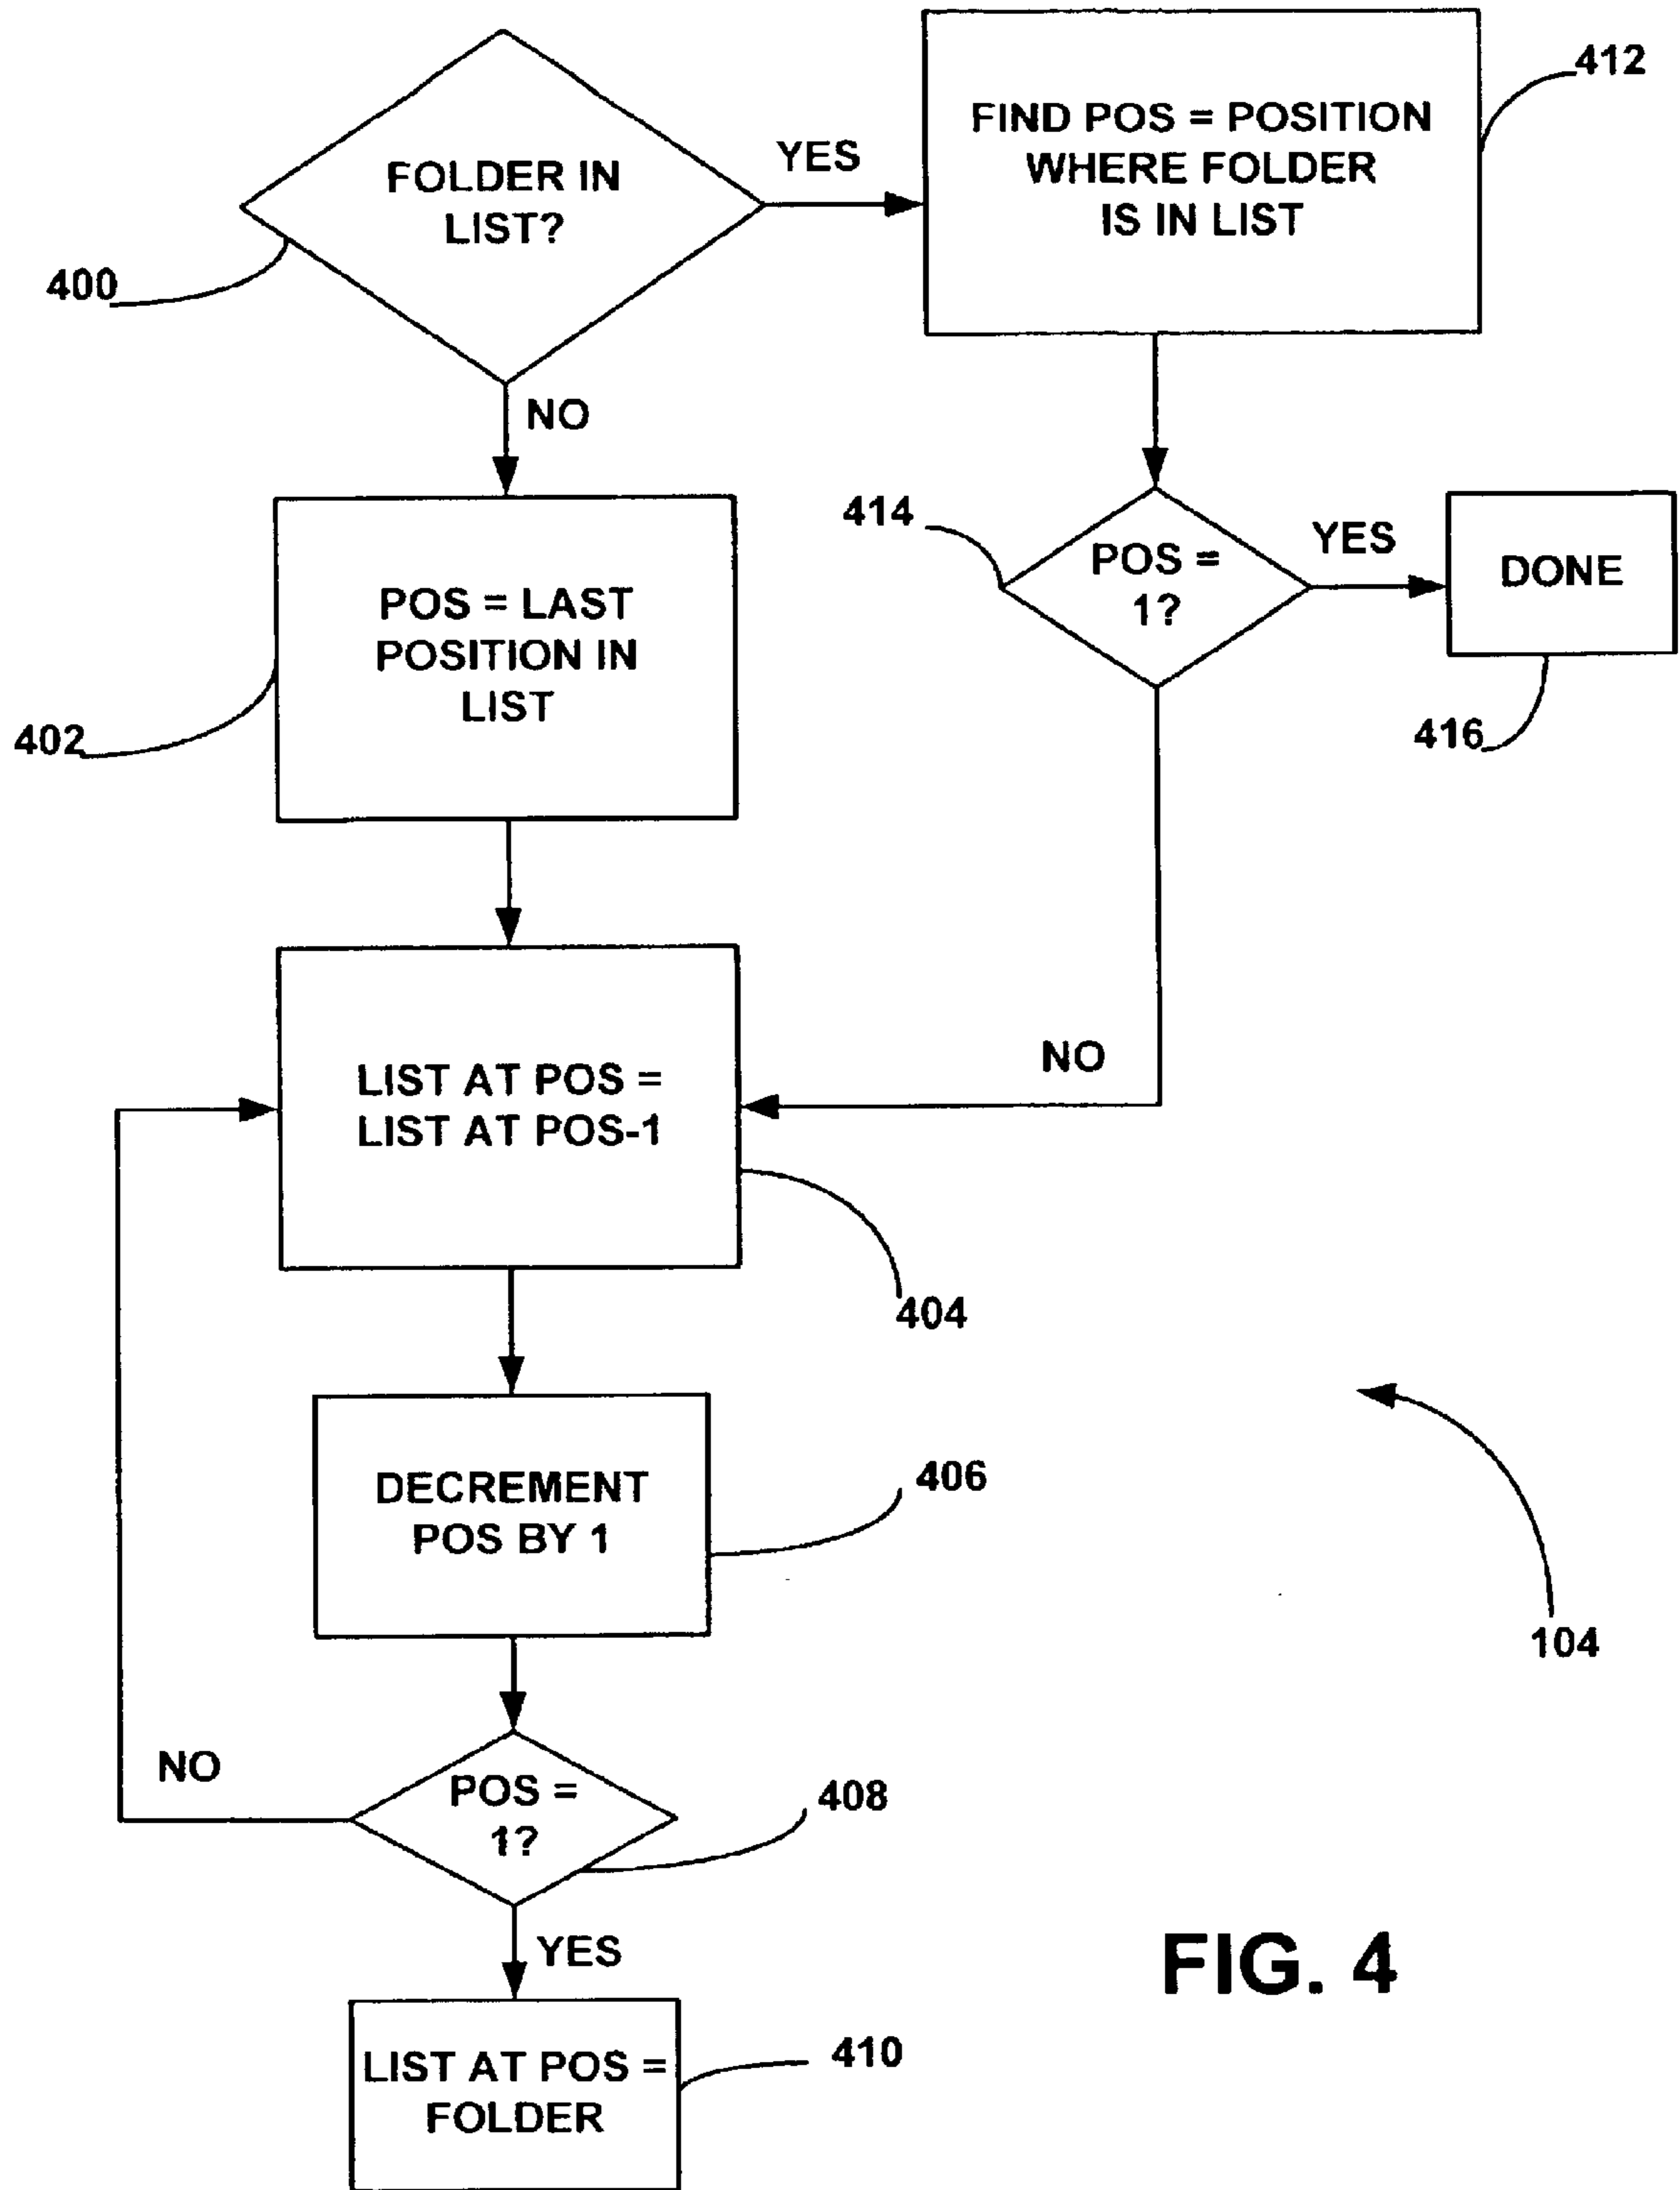 FOLDER IN
LIST?
400
YES
FIND POS = POSITION
WHERE FOLDER
IS IN LIST
412
NO
POS = LAST
POSITION IN
LIST
402
414
POS =
1?
YES
DONE
416
NO
LIST AT POS =
LIST AT POS-1
404
DECREMENT
POS BY 1
406
104
NO
POS =
1?
408
YES
LIST AT POS =
FOLDER
410
FIG. 4